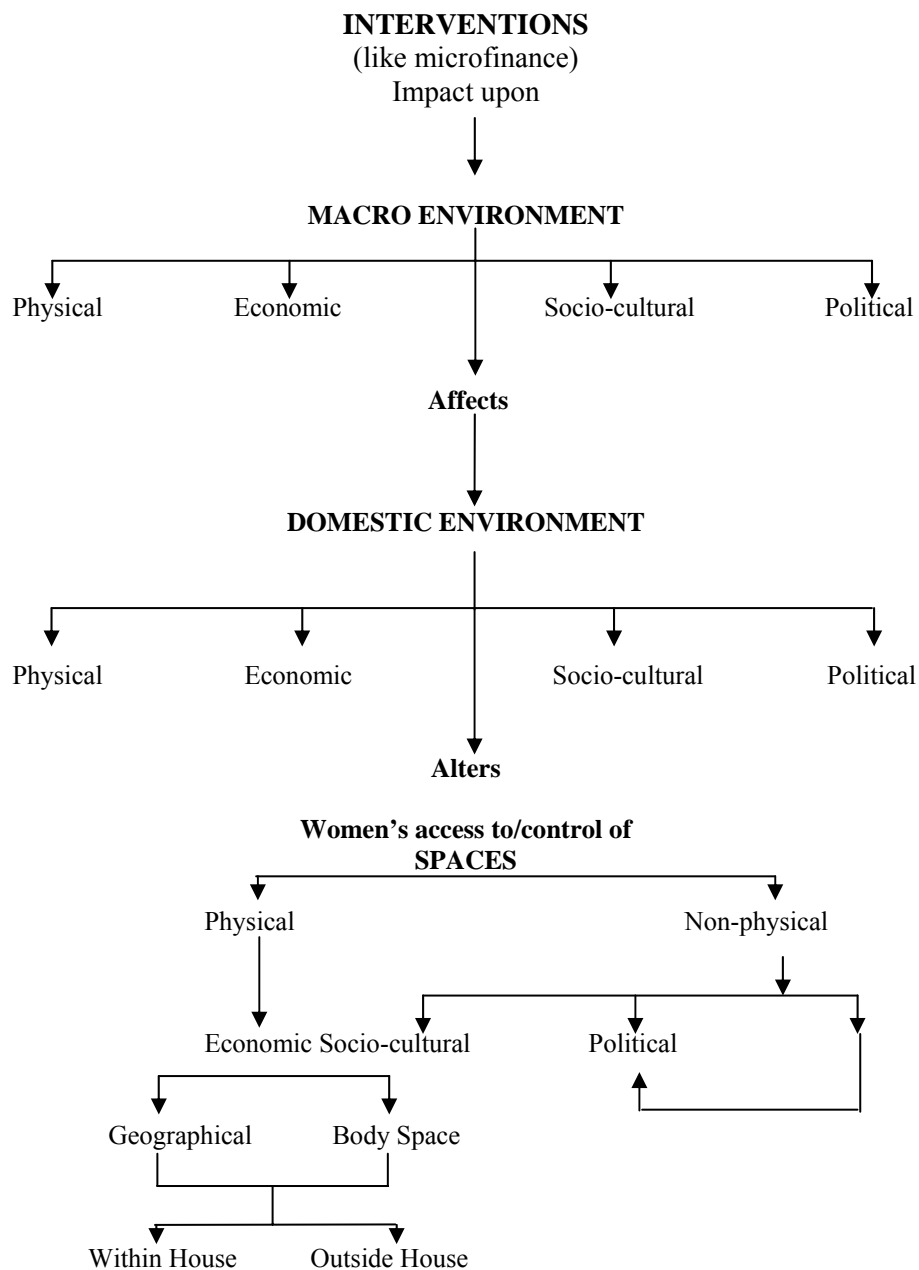 INTERVENTIONS
(like microfinance)
Impact upon
MACRO ENVIRONMENT
Physical Economic Socio-cultural Political
Affects
DOMESTIC ENVIRONMENT
Physical Economic Socio-cultural Political
Alters
Women’s access to/control of
SPACES
Physical Non-physical
Economic Socio-cultural Political
Geographical Body Space
Within House Outside House